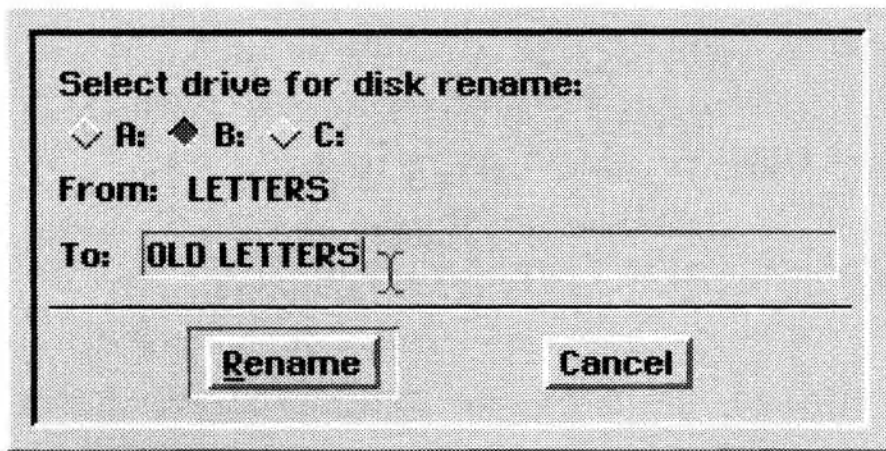 Select drive for disk rename:
A: B: C:
From: LETTERS
To: OLD LETTERS
Rename Cancel